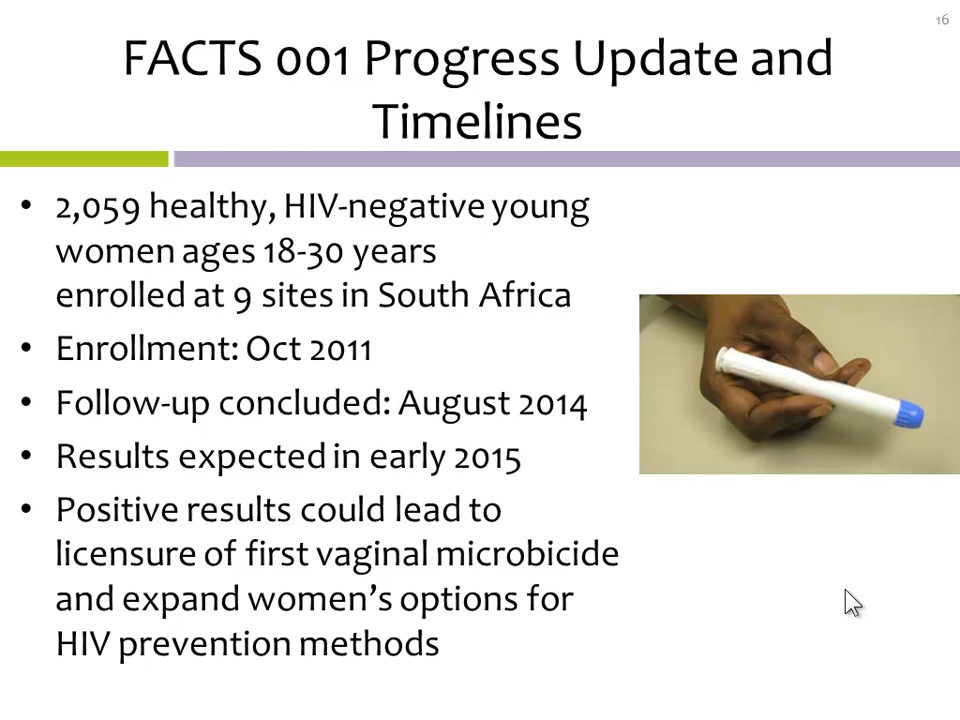 16
FACTS 001 Progress Update and
Timelines
• 2,059 healthy, HIV-negative young
women ages 18-30 years
enrolled at 9 sites in South Africa
• Enrollment: Oct 2011
• Follow-up concluded: August 2014
• Results expected in early 2015
• Positive results could lead to
licensure of first vaginal microbicide
and expand women’s options for
HIV prevention methods